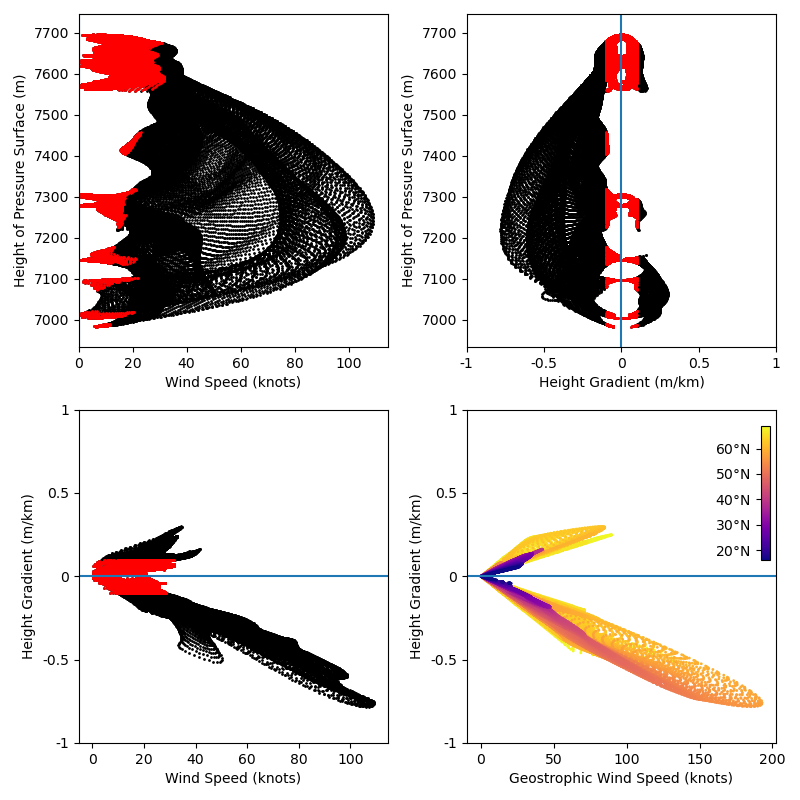 7700
7600
7500
7400
7300
7200
7100
7000
Height of Pressure Surface (m)
0 20 40 60 80 100
Wind Speed (knots)
7700
7600
7500
7400
7300
7200
7100
7000
Height of Pressure Surface (m)
-1 -0.5 0 0.5 1
Height Gradient (m/km)
1
0.5
0
-0.5
-1
Height Gradient (m/km)
0 20 40 60 80 100
Wind Speed (knots)
1
0.5
0
-0.5
-1
Height Gradient (m/km)
60°N
50°N
40°N
30°N
20°N
0 50 100 150 200
Geostrophic Wind Speed (knots)